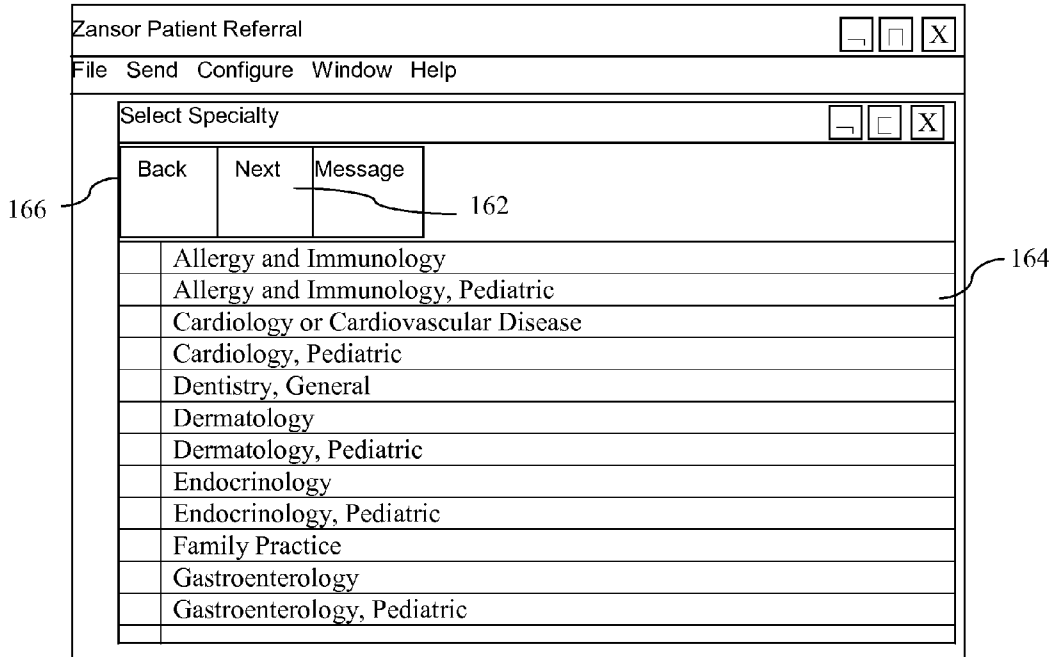 Zansor Patient Referral X
File Send Configure Window Help
Select Specialty X
Back Next Message
166
162
Allergy and Immunology
164
Allergy and Immunology, Pediatric
Cardiology or Cardiovascular Disease
Cardiology, Pediatric
Dentistry, General
Dermatology
Dermatology, Pediatric
Endocrinology
Endocrinology, Pediatric
Family Practice
Gastroenterology
Gastroenterology, Pediatric